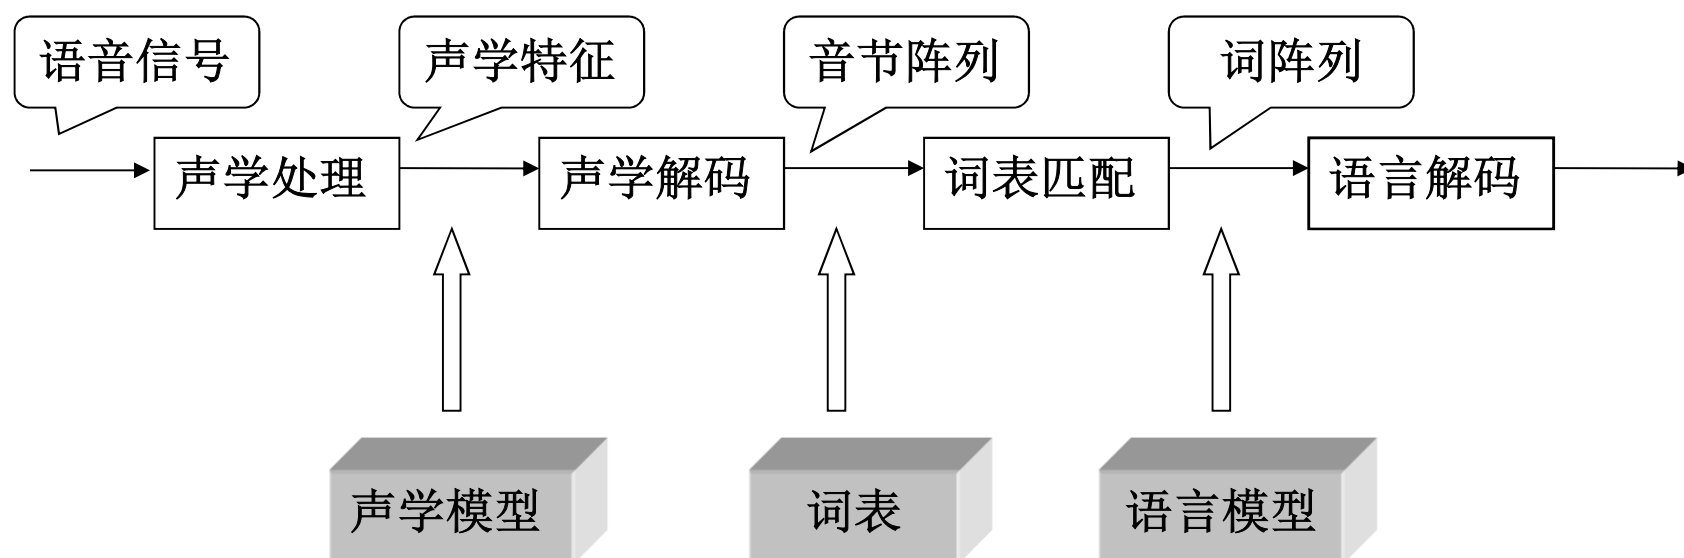 语音信号
声学特征
音节阵列
词阵列
声学处理
声学解码
词表匹配
语言解码
声学模型
词表
语言模型